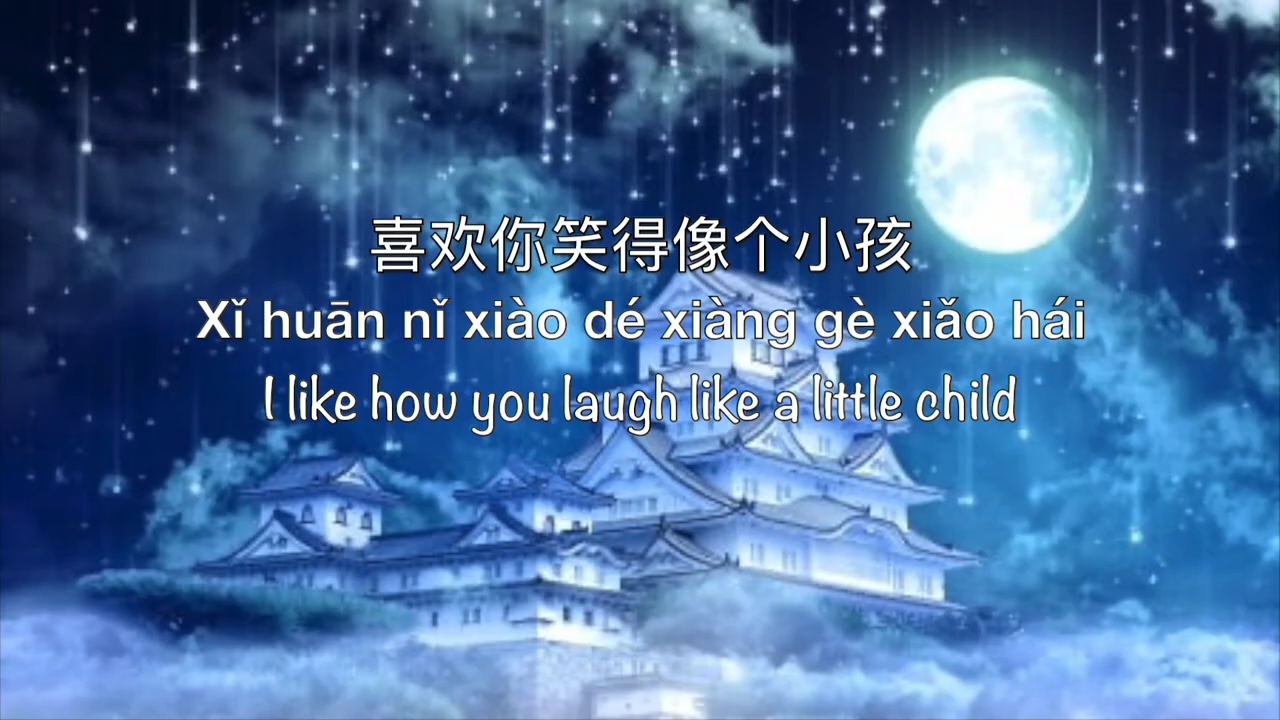 喜欢你笑得像个小孩
Xǐ huān nǐ xiào dé xiàng gè xiǎo hái
I like how you laugh like a little child